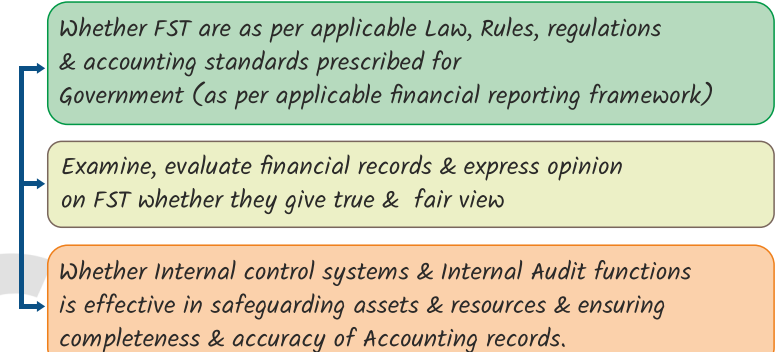 Whether FST are as per applicable Law, Rules, regulations
& accounting standards prescribed for
Government (as per applicable financial reporting framework)
Examine, evaluate financial records & express opinion
on FST whether they give true & fair view
Whether Internal control systems & Internal Audit functions
is effective in safeguarding assets & resources & ensuring
completeness & accuracy of Accounting records.